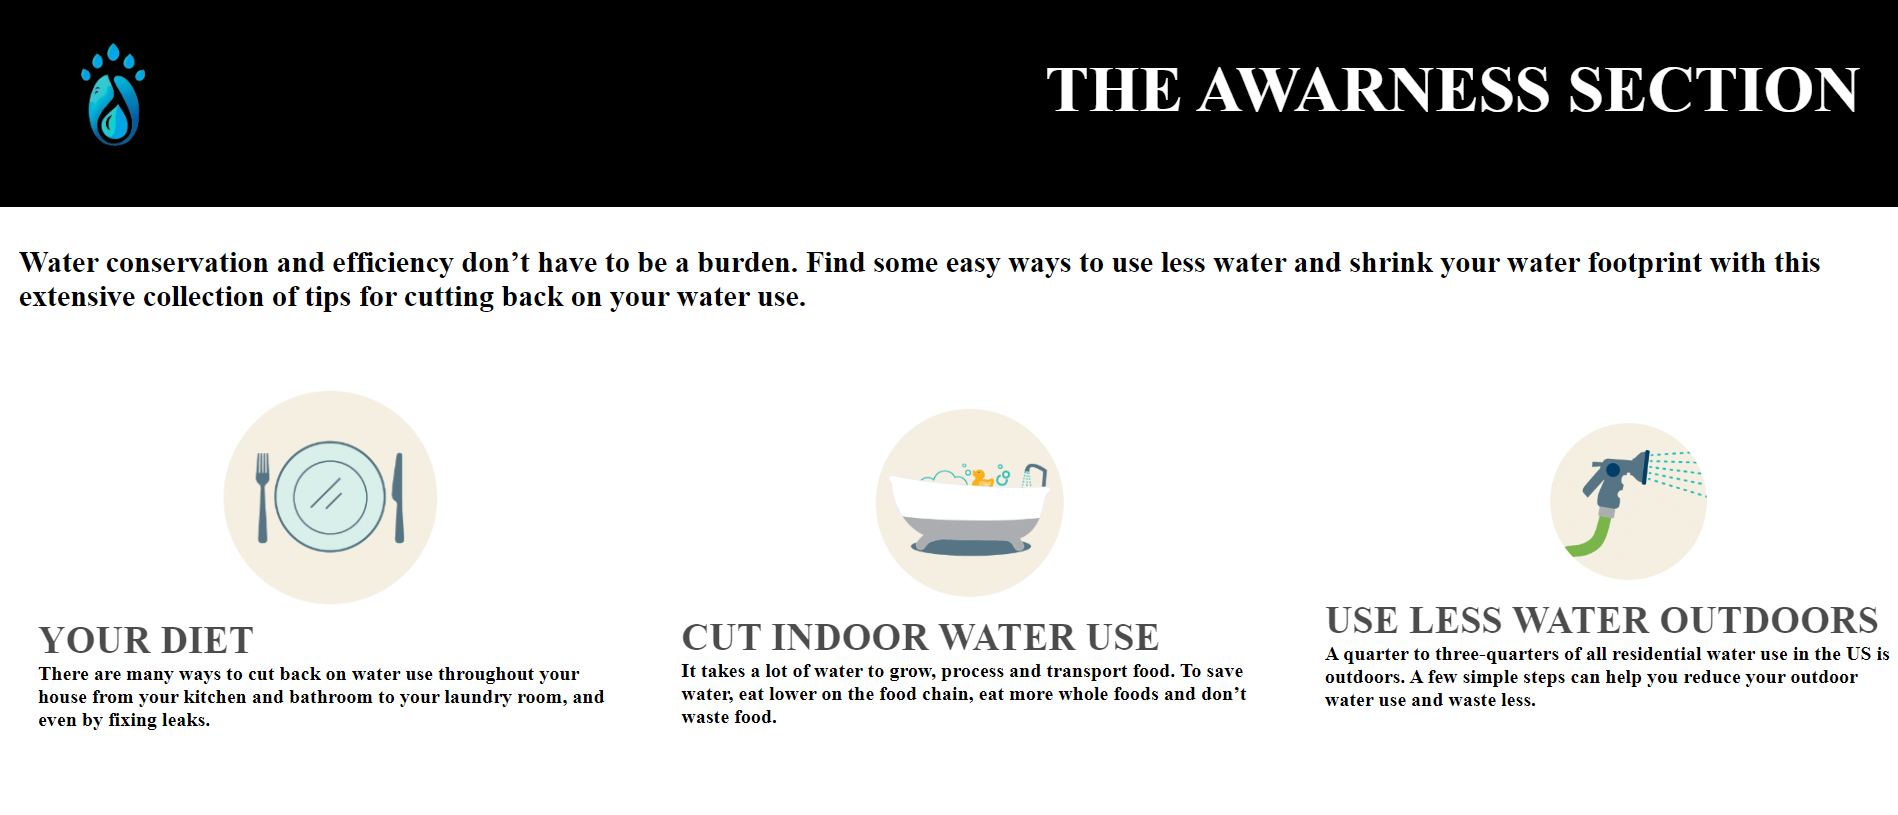 THE AWARNESS SECTION
Water conservation and efficiency don’t have to be a burden. Find some easy ways to use less water and shrink your water footprint with this
extensive collection of tips for cutting back on your water use.
YOUR DIET
There are many ways to cut back on water use throughout your
house from your kitchen and bathroom to your laundry room, and
even by fixing leaks.
CUT INDOOR WATER USE
It takes a lot of water to grow, process and transport food. To save
water, eat lower on the food chain, eat more whole foods and don’t
waste food.
USE LESS WATER OUTDOORS
A quarter to three-quarters of all residential water use in the US is
outdoors. A few simple steps can help you reduce your outdoor
water use and waste less.